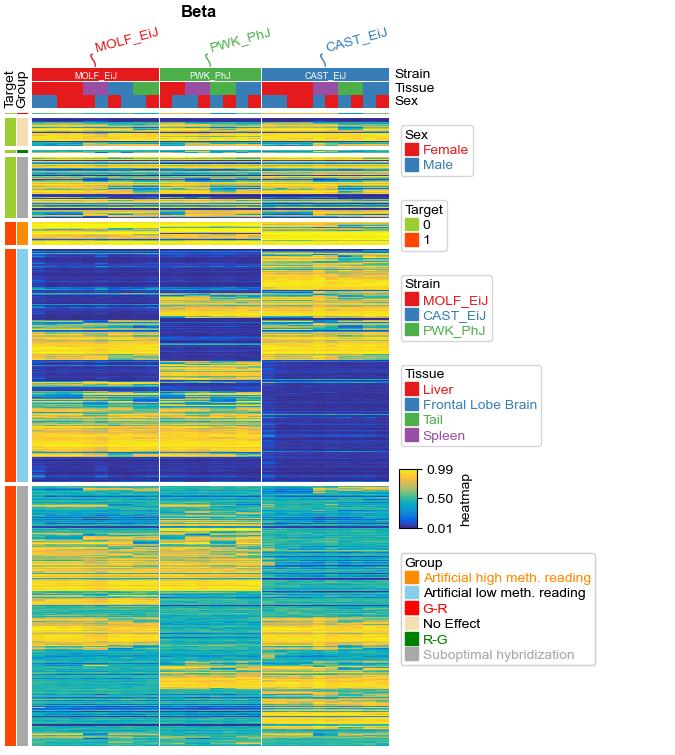 Beta
MOLF_EiJ
PWK_PhJ
CAST_EiJ
Target
Group
MOLF_EiJ
PWK_PhJ
CAST_EiJ
Strain
Tissue
Sex
Sex
Female
Male
Target
0
1
Strain
MOLF_EiJ
CAST_EiJ
PWK_PhJ
Tissue
Liver
Frontal Lobe Brain
Tail
Spleen
0.99
0.50
0.01
heatmap
Group
Artificial high meth. reading
Artificial low meth. reading
G-R
No Effect
R-G
Suboptimal hybridization